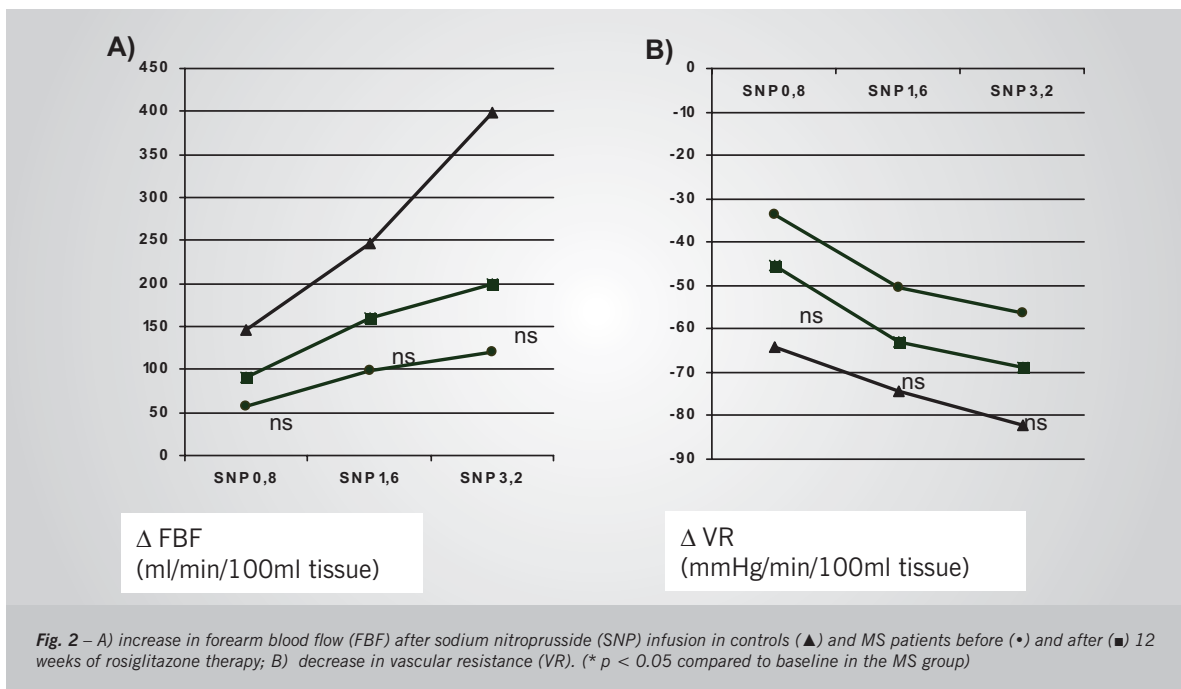 A)
450
400
350
300
250
200
150
100
50
0
ns
ns
ns
SNP 0,8 SNP 1,6 SNP 3,2
Δ FBF
(ml/min/100ml tissue)
B)
0
-10
-20
-30
-40
-50
-60
-70
-80
-90
SNP 0,8 SNP 1,6 SNP 3,2
ns
ns
ns
Δ VR
(mmHg/min/100ml tissue)
Fig. 2 – A) increase in forearm blood flow (FBF) after sodium nitroprusside (SNP) infusion in controls (▲) and MS patients before (•) and after (■) 12
weeks of rosiglitazone therapy; B) decrease in vascular resistance (VR). (* p < 0.05 compared to baseline in the MS group)